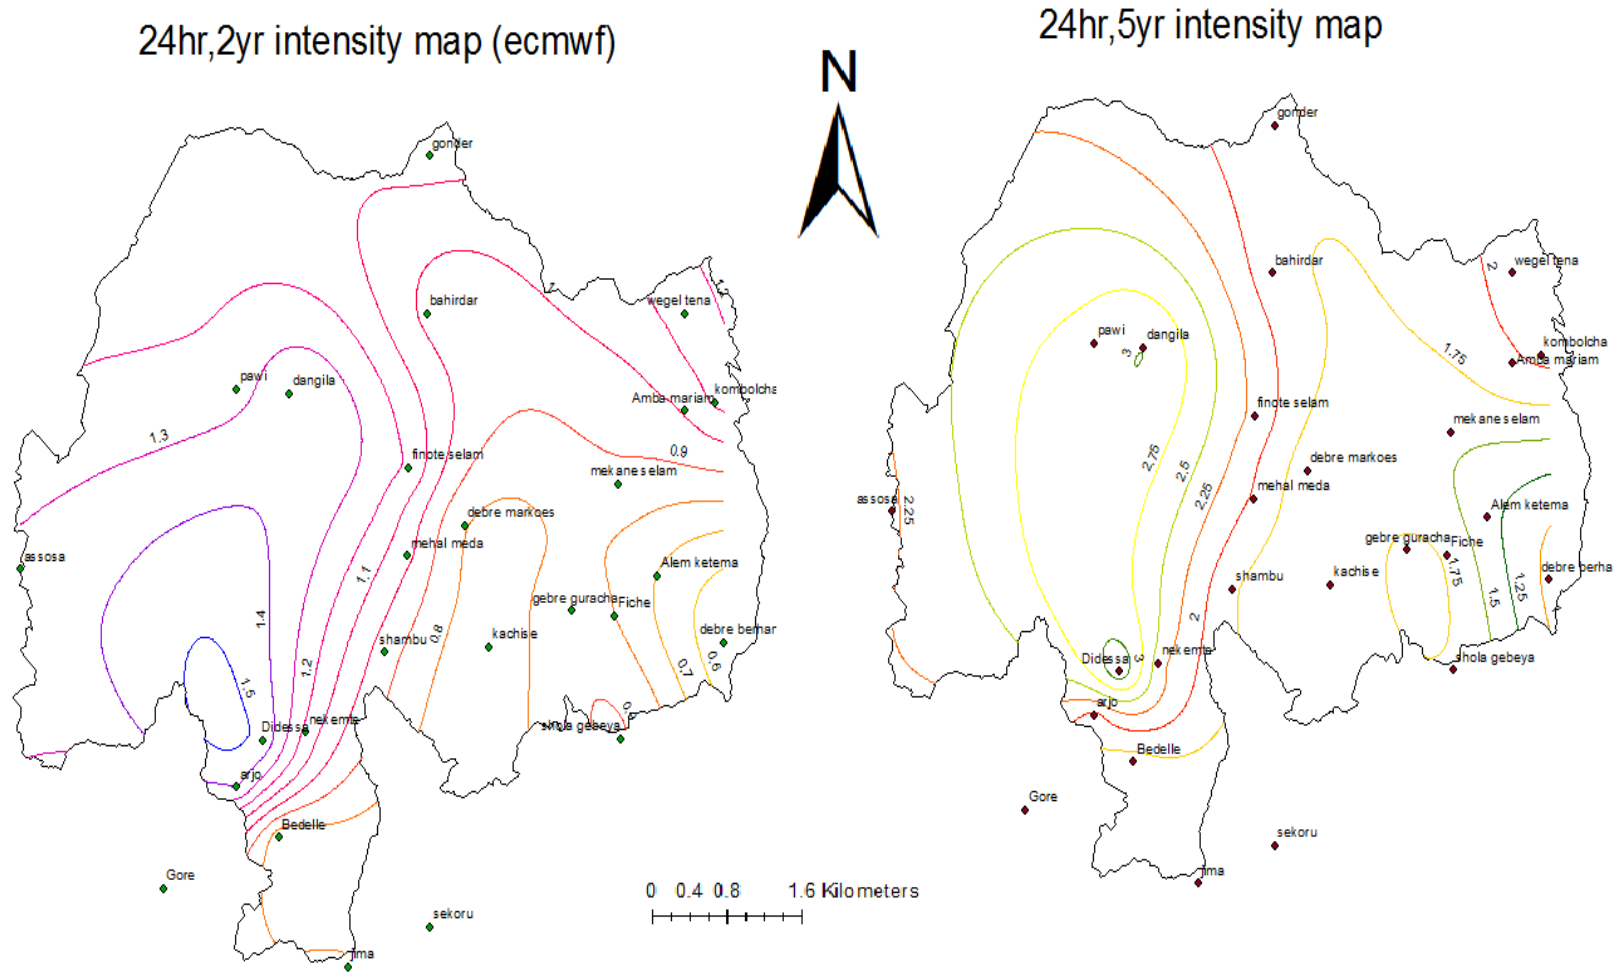 24hr,2yr intensity map (ecmwf)
24hr,5yr intensity map
N
gonder
bahirdar
wegel tena
pawi
dangila
kombolcha
Amba mariam
1
1.3
finote selam
0.9
mekane selam
debre markoes
mehal meda
assosa
1.1
Alem ketema
gebre guracha
Fiche
1.4
0.8
shambu
kachise
debre berhan
0.7
0.6
1.2
1.5
Didessa
nekemte
shola gebeya
arjo
Bedelle
Gore
sekoru
jima
gonder
bahirdar
2
wegel tena
pawi
dangila
3
1.75
kombolcha
Amba mariam
finote selam
mekane selam
2.75
2.5
debre markoes
2.25
mehal meda
assosa
2.25
Alem ketema
gebre guracha
Fiche
1.75
kachise
shambu
debre berha
1.5
1.25
2
Didessa
3
nekemte
shola gebeya
arjo
Bedelle
Gore
sekoru
jima
0 0.4 0.8 1.6 Kilometers